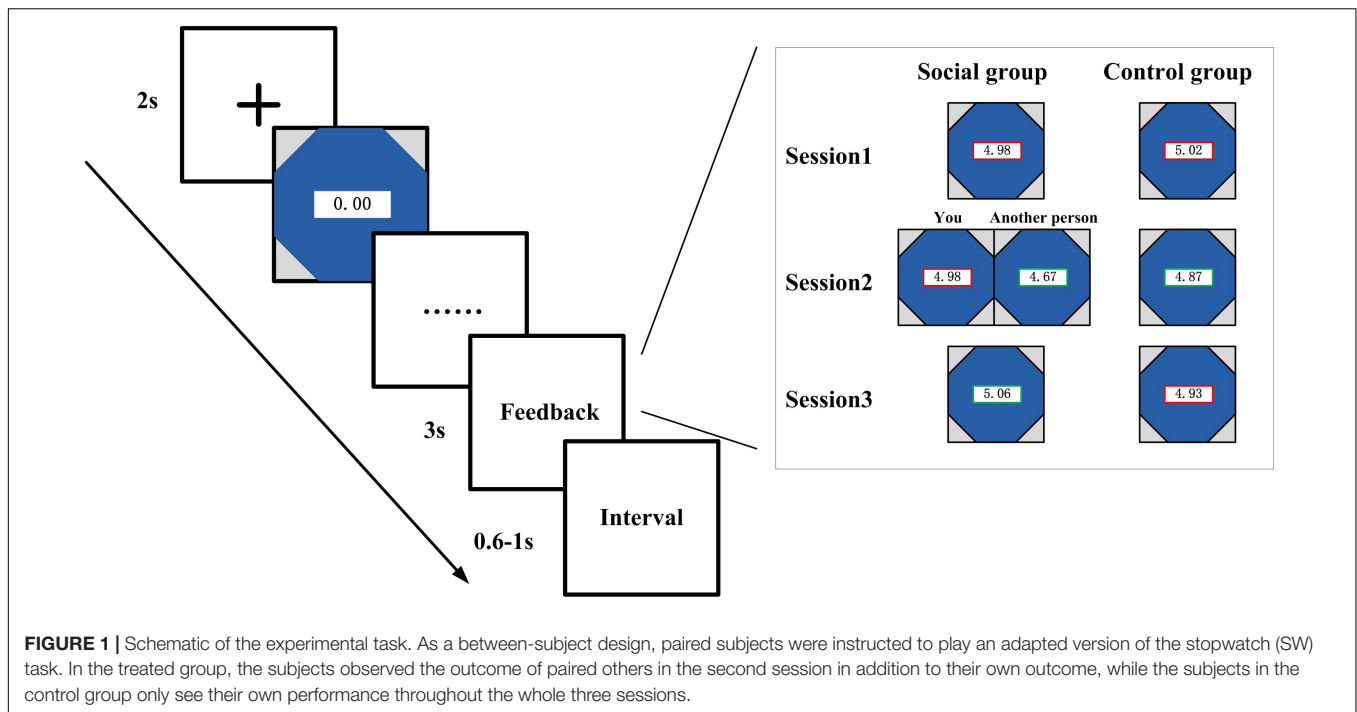 2s
+
0.00
......
3s
Feedback
0.6-1s
Interval
Social group Control group
Session1
4.98
5.02
You Another person
Session2
4.98
4.67
4.87
Session3
5.06
4.93
FIGURE 1 | Schematic of the experimental task. As a between-subject design, paired subjects were instructed to play an adapted version of the stopwatch (SW)
task. In the treated group, the subjects observed the outcome of paired others in the second session in addition to their own outcome, while the subjects in the
control group only see their own performance throughout the whole three sessions.